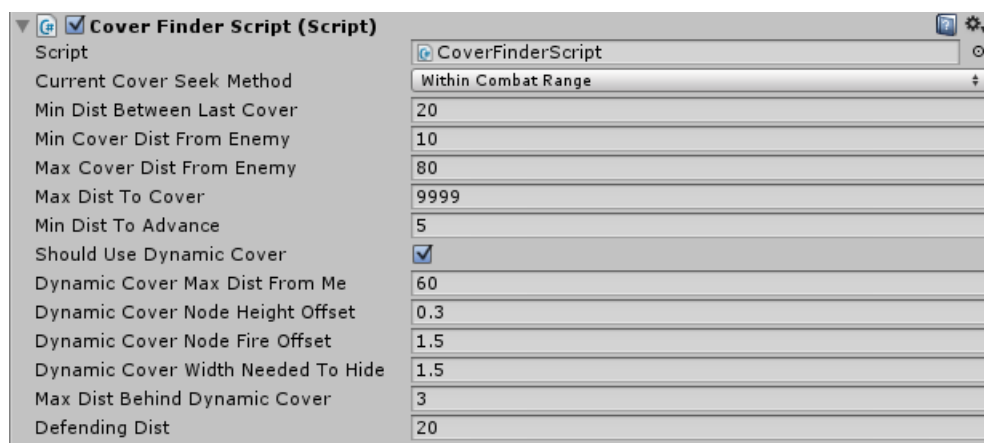 Cover Finder Script (Script)
Script CoverFinderScript
Current Cover Seek Method Within Combat Range
Min Dist Between Last Cover 20
Min Cover Dist From Enemy 10
Max Cover Dist From Enemy 80
Max Dist To Cover 9999
Min Dist To Advance 5
Should Use Dynamic Cover
Dynamic Cover Max Dist From Me 60
Dynamic Cover Node Height Offset 0.3
Dynamic Cover Node Fire Offset 1.5
Dynamic Cover Width Needed To Hide 1.5
Max Dist Behind Dynamic Cover 3
Defending Dist 20